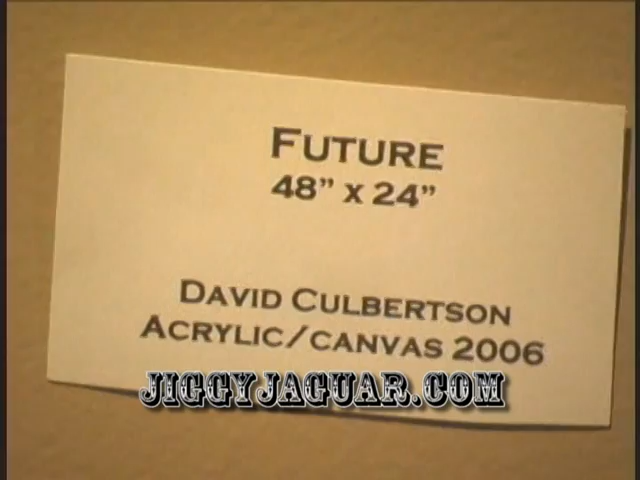 FUTURE
48” x 24”
DAVID CULBERTSON
ACRYLIC/CANVAS 2006
JIGGYJAGUAR.COM